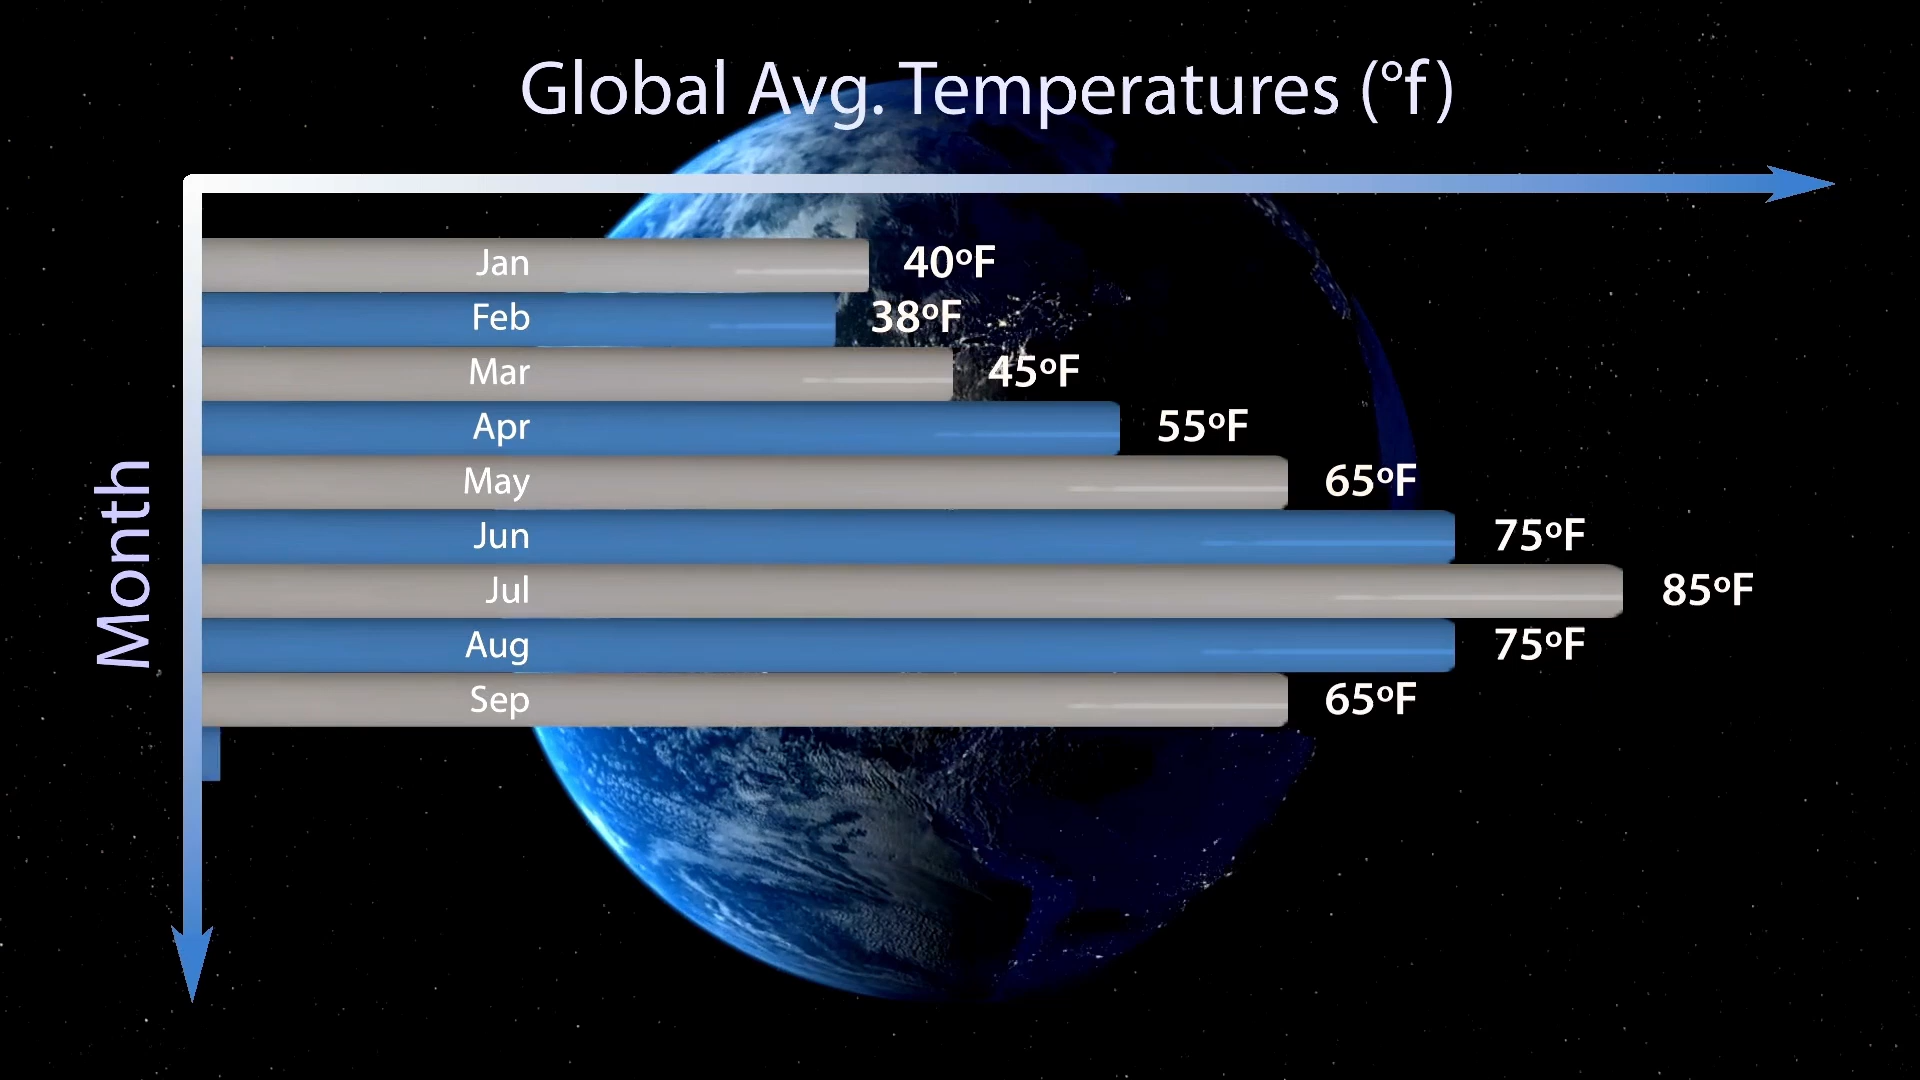 Global Avg. Temperatures (°f)
Jan 40ºF
Feb 38ºF
Mar 45ºF
Apr 55ºF
May 65ºF
Jun 75ºF
Jul 85ºF
Aug 75ºF
Sep 65ºF
Month